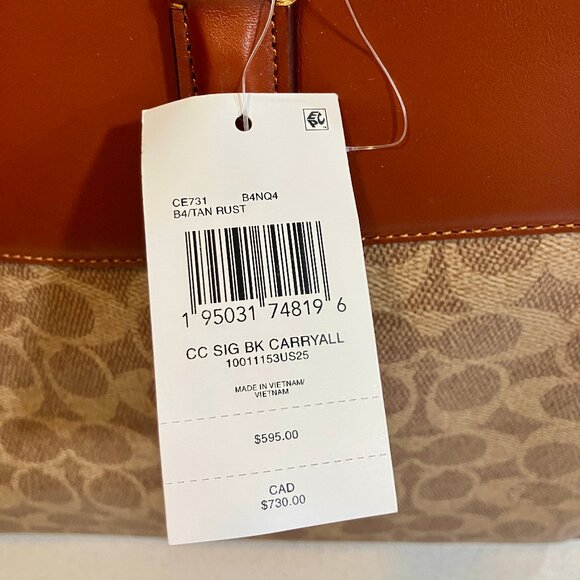 EPC
CE731 B4NQ4
B4/TAN RUST
1 95031 74819 6
CC SIG BK CARRYALL
10011153US25
MADE IN VIETNAM/
VIETNAM
$595.00
CAD
$730.00